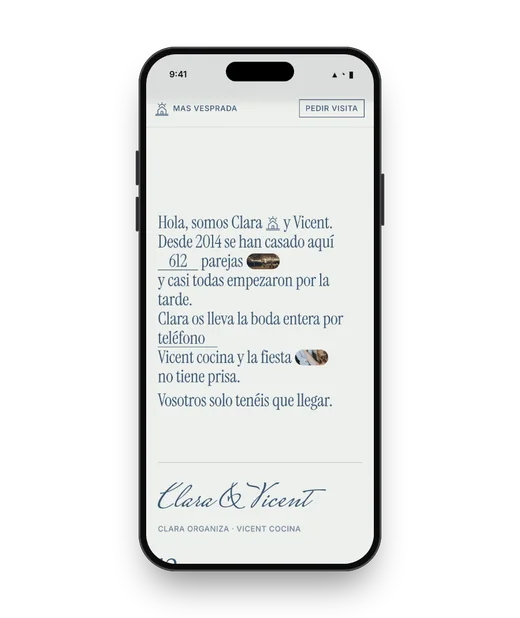 9:41
MAS VESPRADA
PEDIR VISITA
Hola, somos Clara y Vicent.
Desde 2014 se han casado aquí
612 parejas
y casi todas empezaron por la
tarde.
Clara os lleva la boda entera por
teléfono
Vicent cocina y la fiesta
no tiene prisa.
Vosotros solo tenéis que llegar.
Clara & Vicent
CLARA ORGANIZA · VICENT COCINA